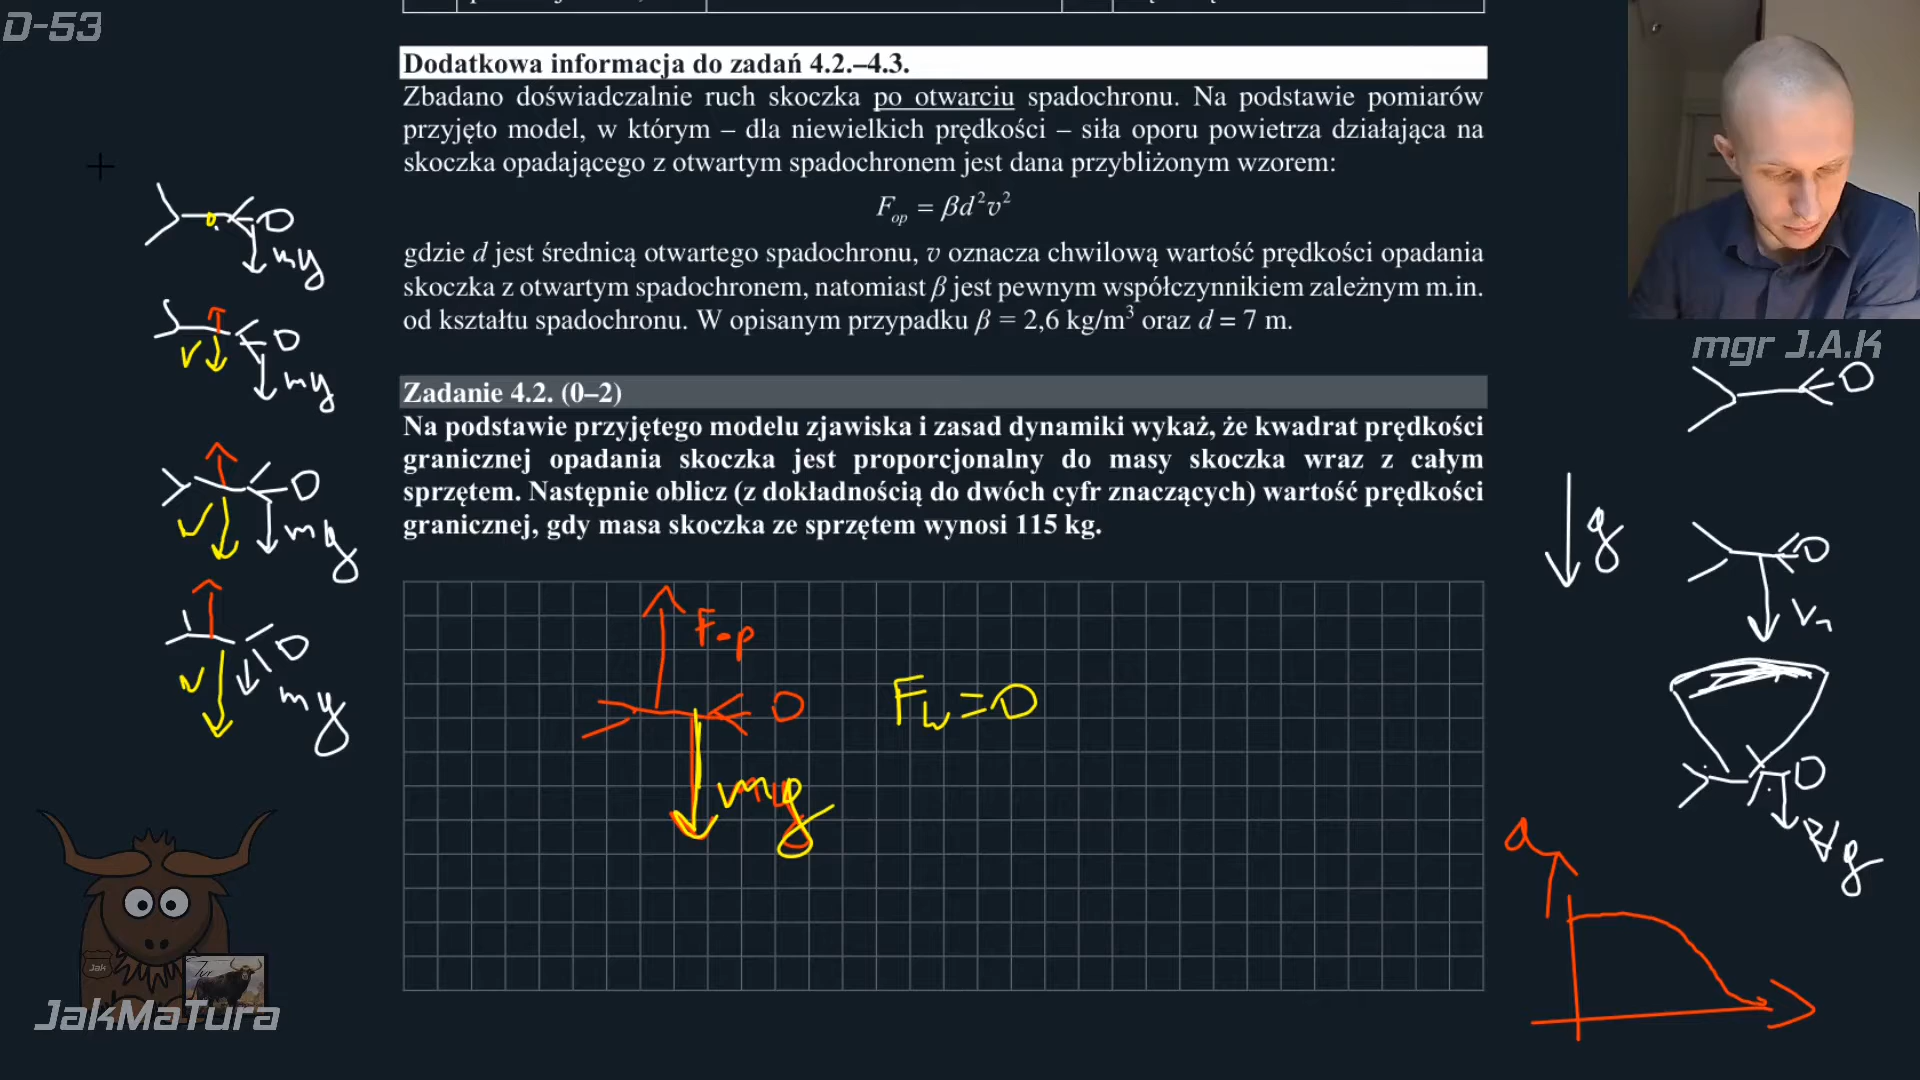 D-53
Dodatkowa informacja do zadań 4.2.–4.3.
Zbadano doświadczalnie ruch skoczka po otwarciu spadochronu. Na podstawie pomiarów
przyjęto model, w którym – dla niewielkich prędkości – siła oporu powietrza działająca na
skoczka opadającego z otwartym spadochronem jest dana przybliżonym wzorem:
F_op = βd²v²
gdzie d jest średnicą otwartego spadochronu, v oznacza chwilową wartość prędkości opadania
skoczka z otwartym spadochronem, natomiast β jest pewnym współczynnikiem zależnym m.in.
od kształtu spadochronu. W opisanym przypadku β = 2,6 kg/m³ oraz d = 7 m.
Zadanie 4.2. (0–2)
Na podstawie przyjętego modelu zjawiska i zasad dynamiki wykaż, że kwadrat prędkości
granicznej opadania skoczka jest proporcjonalny do masy skoczka wraz z całym
sprzętem. Następnie oblicz (z dokładnością do dwóch cyfr znaczących) wartość prędkości
granicznej, gdy masa skoczka ze sprzętem wynosi 115 kg.
mg
v
mg
v
mg
v
mg
Fop
mg
Fw=0
mgr J.A.K
g
a
Jak
Tur
JakMaTura